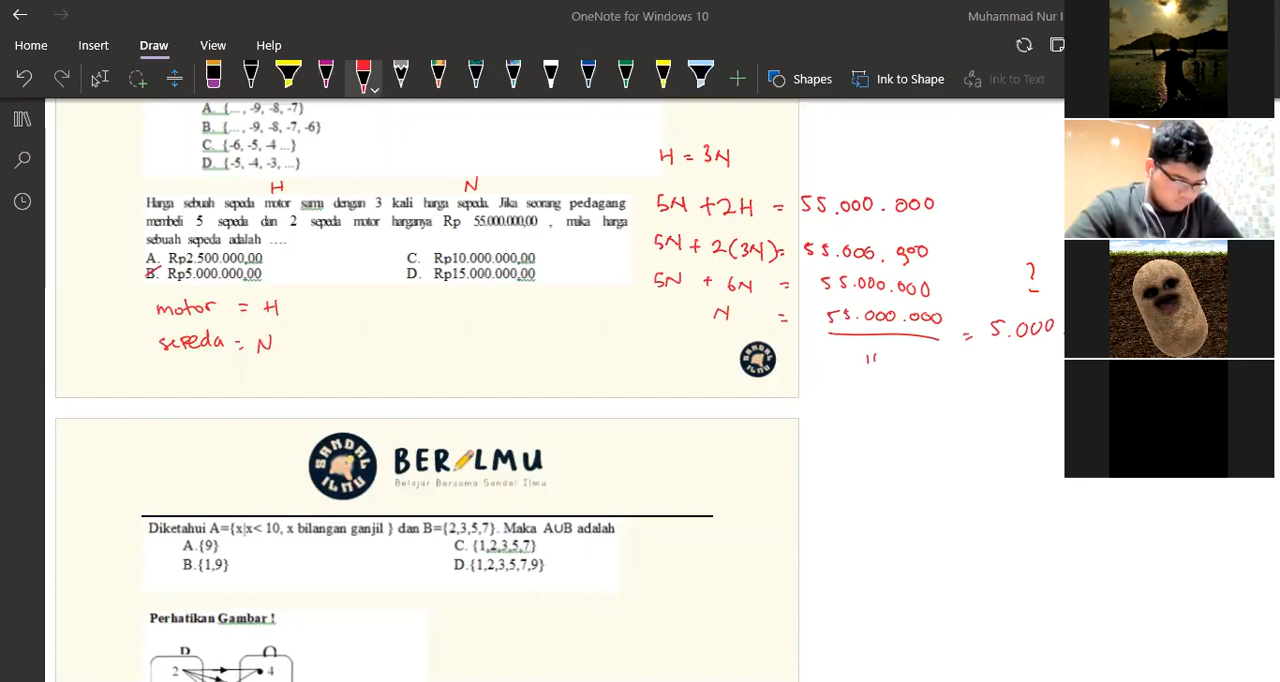 OneNote for Windows 10
Muhammad Nur I
Home Insert Draw View Help
Shapes Ink to Shape Ink to Text
A. {..., -9, -8, -7}
B. {..., -9, -8, -7, -6}
C. {-6, -5, -4 ...}
D. {-5, -4, -3, ...}
H N
Harga sebuah sepeda motor sama dengan 3 kali harga sepeda. Jika seorang pedagang
membeli 5 sepeda dan 2 sepeda motor harganya Rp 55.000.000,00 , maka harga
sebuah sepeda adalah ....
A. Rp2.500.000,00 C. Rp10.000.000,00
B. Rp5.000.000,00 D. Rp15.000.000,00
motor = H
sepeda = N
H = 3N
5N + 2H = 55.000.000
5N + 2(3N) = 55.000.000
5N + 6N = 55.000.000
?
N = 55.000.000
= 5.000
11
SANDAL ILMU
SANDAL ILMU
BERILMU
Belajar Bersama Sandal Ilmu
Diketahui A={x|x< 10, x bilangan ganjil } dan B={2,3,5,7}. Maka A∪B adalah
A.{9} C. {1,2,3,5,7}
B.{1,9} D.{1,2,3,5,7,9}
Perhatikan Gambar !
2 4